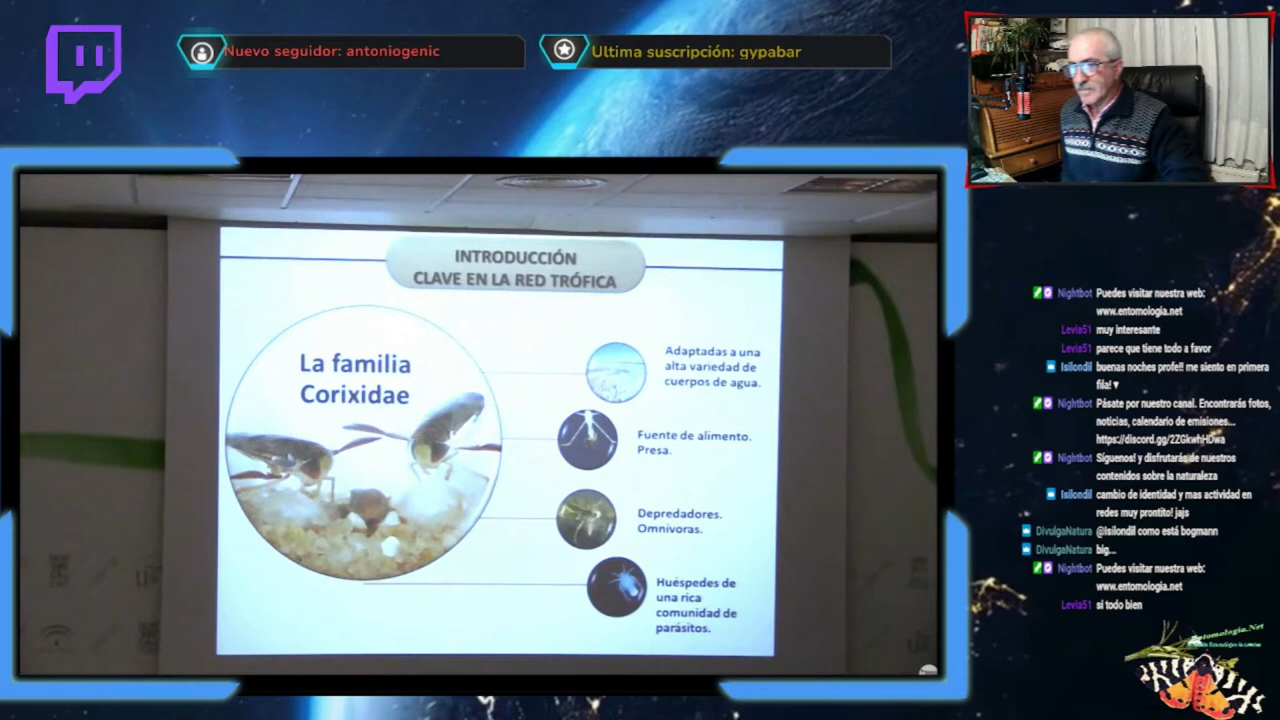 Nuevo seguidor: antoniogenic
Ultima suscripción: gypabar
INTRODUCCIÓN
CLAVE EN LA RED TRÓFICA
La familia
Corixidae
Adaptadas a una
alta variedad de
cuerpos de agua.
Fuente de alimento.
Presa.
Depredadores.
Omnívoras.
Huéspedes de
una rica
comunidad de
parásitos.
Nightbot Puedes visitar nuestra web:
www.entomologia.net
Levia51 muy interesante
Levia51 parece que tiene todo a favor
Isilondil buenas noches profe!! me siento en primera
fila! ♥
Nightbot Pásate por nuestro canal. Encontrarás fotos,
noticias, calendario de emisiones...
https://discord.gg/2ZGkwhHDwa
Nightbot Síguenos! y disfrutarás de nuestros
contenidos sobre la naturaleza
Isilondil cambio de identidad y mas actividad en
redes muy prontito! jajs
DivulgaNatura @Isilondil como está bogmann
DivulgaNatura big...
Nightbot Puedes visitar nuestra web:
www.entomologia.net
Levia51 si todo bien
Entomologia.Net